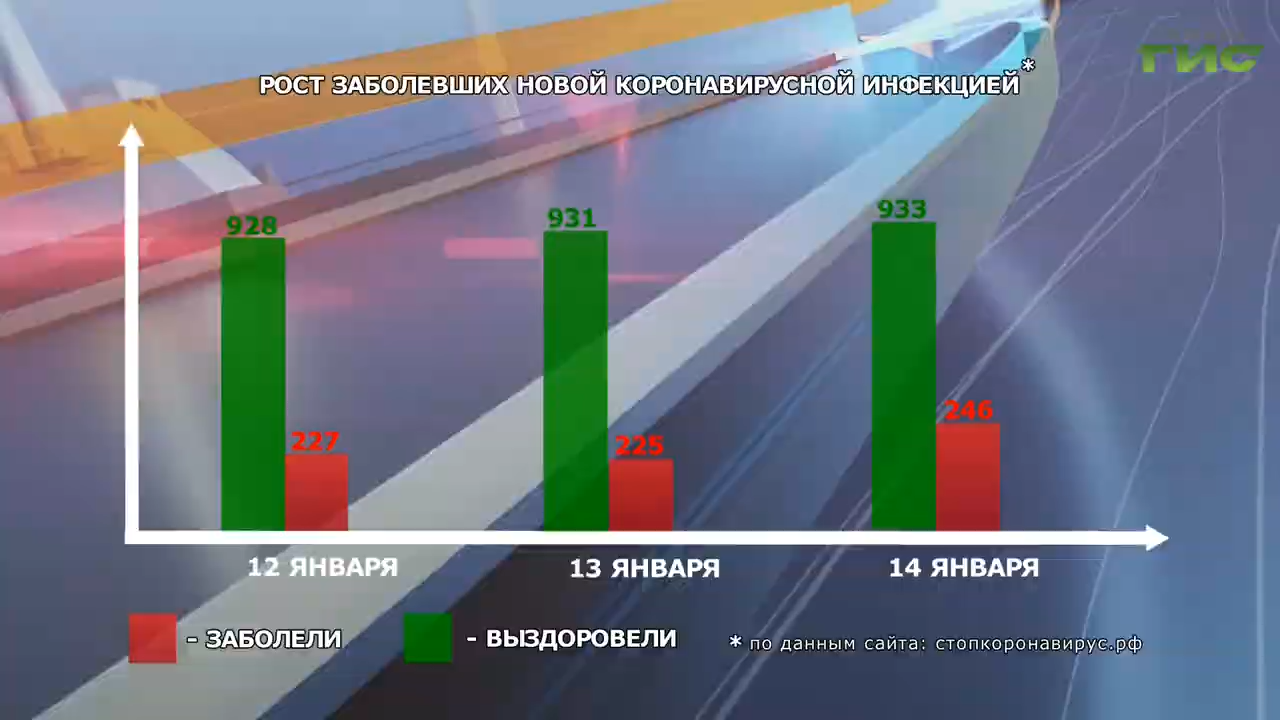 ГИС
РОСТ ЗАБОЛЕВШИХ НОВОЙ КОРОНАВИРУСНОЙ ИНФЕКЦИЕЙ*
928
227
931
225
933
246
12 ЯНВАРЯ
13 ЯНВАРЯ
14 ЯНВАРЯ
- ЗАБОЛЕЛИ
- ВЫЗДОРОВЕЛИ
* по данным сайта: стопкоронавирус.рф